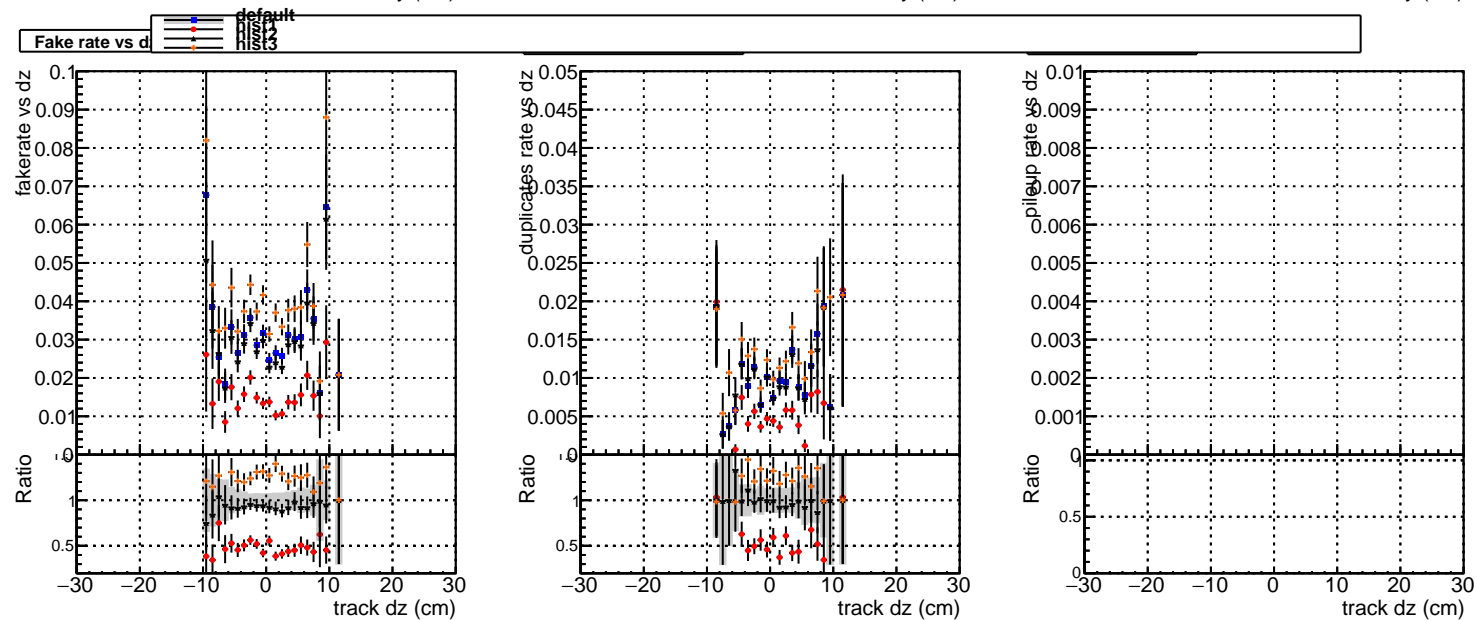 default
hist1
hist2
hist3
Fake rate vs dz
fakerate vs dz
0.1
0.09
0.08
0.07
0.06
0.05
0.04
0.03
0.02
0.01
0
Ratio
1
0.5
−30 −20 −10 0 10 20 30
track dz (cm)
duplicates rate vs dz
0.05
0.045
0.04
0.035
0.03
0.025
0.02
0.015
0.01
0.005
0
Ratio
1
0.5
−30 −20 −10 0 10 20 30
track dz (cm)
pileup rate vs dz
0.01
0.009
0.008
0.007
0.006
0.005
0.004
0.003
0.002
0.001
0
Ratio
1
0.5
0
−30 −20 −10 0 10 20 30
track dz (cm)